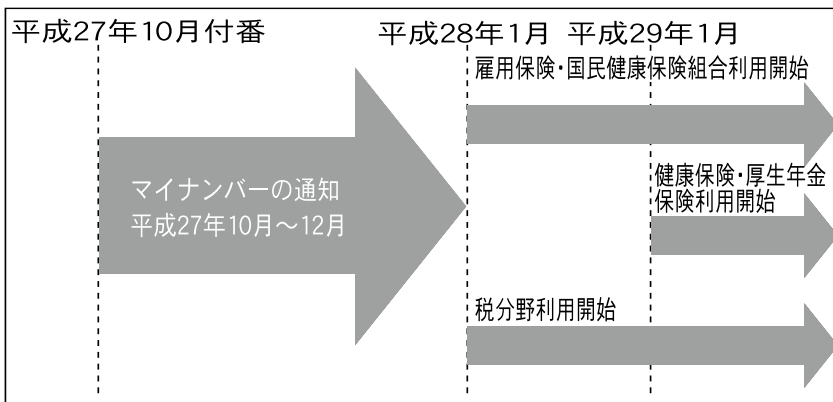 平成27年10月付番
平成28年1月
平成29年1月
雇用保険・国民健康保険組合利用開始
マイナンバーの通知
平成27年10月～12月
健康保険・厚生年金
保険利用開始
税分野利用開始